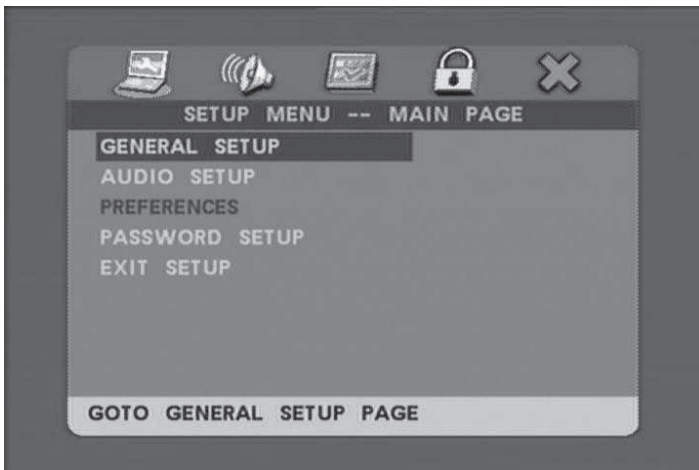 SETUP MENU -- MAIN PAGE
GENERAL SETUP
AUDIO SETUP
PREFERENCES
PASSWORD SETUP
EXIT SETUP
GOTO GENERAL SETUP PAGE